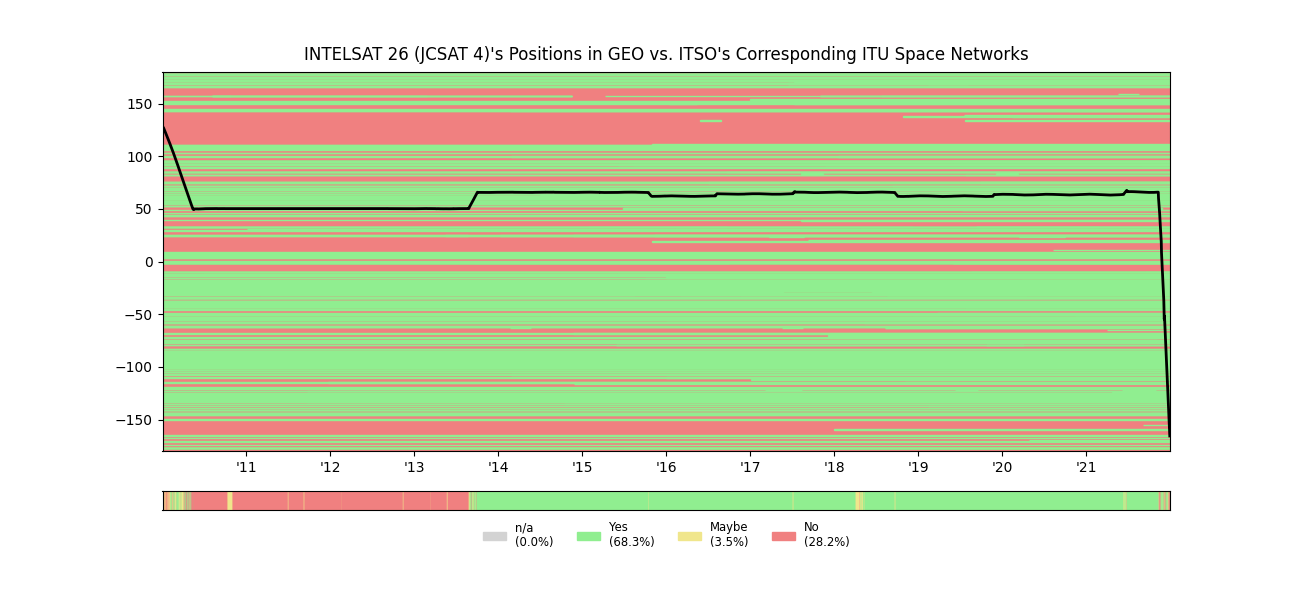 INTELSAT 26 (JCSAT 4)'s Positions in GEO vs. ITSO's Corresponding ITU Space Networks
150
100
50
0
−50
−100
−150
'11 '12 '13 '14 '15 '16 '17 '18 '19 '20 '21
n/a Yes Maybe No
(0.0%) (68.3%) (3.5%) (28.2%)